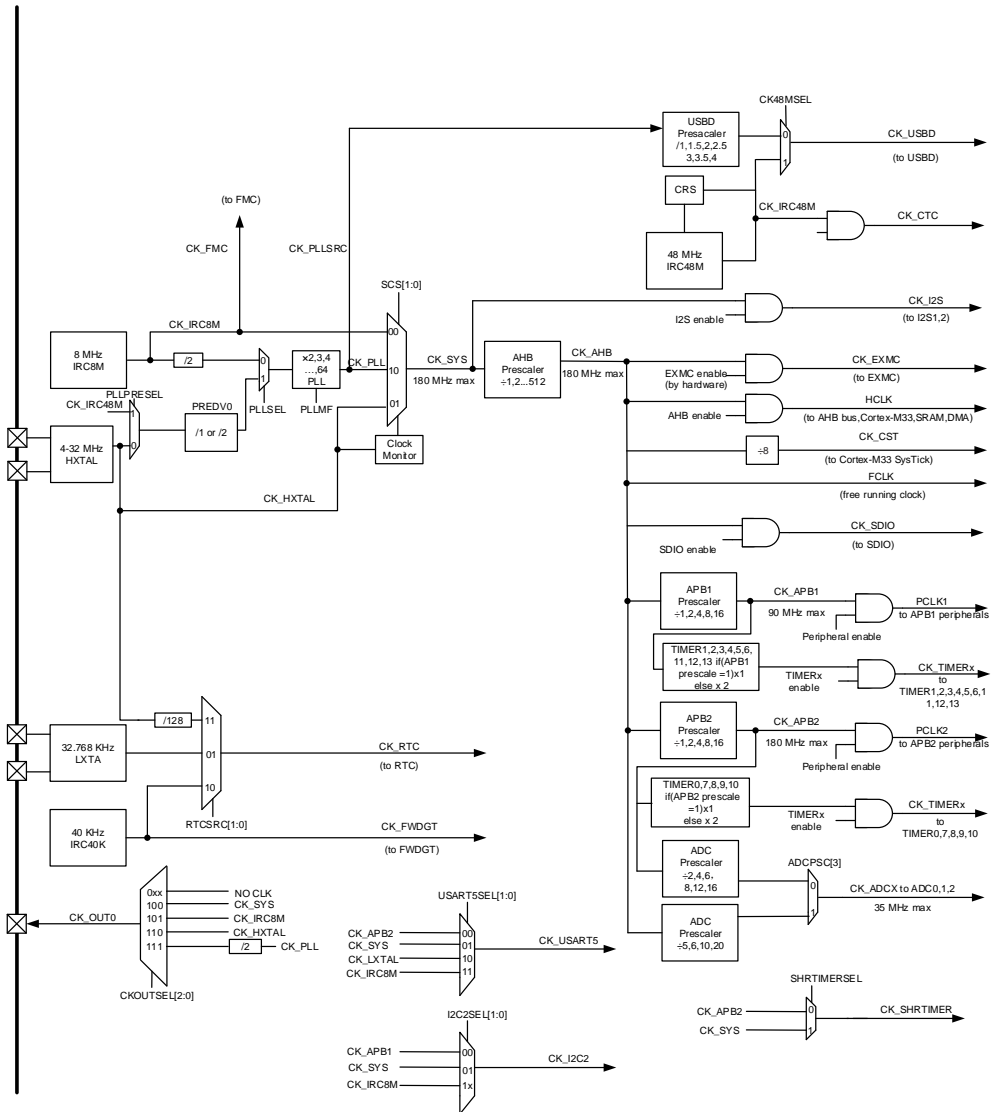 CK48MSEL
USBD
Presacaler
/1,1.5,2,2.5
3,3.5,4
0
1
CK_USBD
(to USBD)
CRS
CK_IRC48M
CK_CTC
48 MHz
IRC48M
(to FMC)
CK_FMC
CK_PLLSRC
SCS[1:0]
CK_I2S
I2S enable
(to I2S1,2)
8 MHz
IRC8M
CK_IRC8M
/2
0
1
PLLSEL
×2,3,4
…,64
PLL
PLLMF
CK_PLL
00
10
01
CK_SYS
180 MHz max
AHB
Prescaler
÷1,2...512
CK_AHB
180 MHz max
EXMC enable
(by hardware)
CK_EXMC
(to EXMC)
HCLK
AHB enable
(to AHB bus,Cortex-M33,SRAM,DMA)
÷8
CK_CST
(to Cortex-M33 SysTick)
FCLK
(free running clock)
PLLPRESEL
CK_IRC48M
1
0
PREDV0
/1 or /2
4-32 MHz
HXTAL
Clock
Monitor
CK_HXTAL
CK_SDIO
SDIO enable
(to SDIO)
APB1
Prescaler
÷1,2,4,8,16
CK_APB1
90 MHz max
Peripheral enable
PCLK1
to APB1 peripherals
TIMER1,2,3,4,5,6,
11,12,13 if(APB1
prescale =1)x1
else x 2
TIMERx
enable
CK_TIMERx
to
TIMER1,2,3,4,5,6,1
1,12,13
APB2
Prescaler
÷1,2,4,8,16
CK_APB2
180 MHz max
Peripheral enable
PCLK2
to APB2 peripherals
TIMER0,7,8,9,10
if(APB2 prescale
=1)x1
else x 2
TIMERx
enable
CK_TIMERx
to
TIMER0,7,8,9,10
ADC
Prescaler
÷2,4,6,
8,12,16
ADCPSC[3]
0
1
CK_ADCX to ADC0,1,2
35 MHz max
ADC
Prescaler
÷5,6,10,20
/128
11
01
10
32.768 KHz
LXTA
CK_RTC
(to RTC)
RTCSRC[1:0]
40 KHz
IRC40K
CK_FWDGT
(to FWDGT)
CK_OUT0
0xx
100
101
110
111
NO CLK
CK_SYS
CK_IRC8M
CK_HXTAL
/2
CK_PLL
CKOUTSEL[2:0]
USART5SEL[1:0]
CK_APB2
CK_SYS
CK_LXTAL
CK_IRC8M
00
01
10
11
CK_USART5
SHRTIMERSEL
CK_APB2
CK_SYS
0
1
CK_SHRTIMER
I2C2SEL[1:0]
CK_APB1
CK_SYS
CK_IRC8M
00
01
1x
CK_I2C2